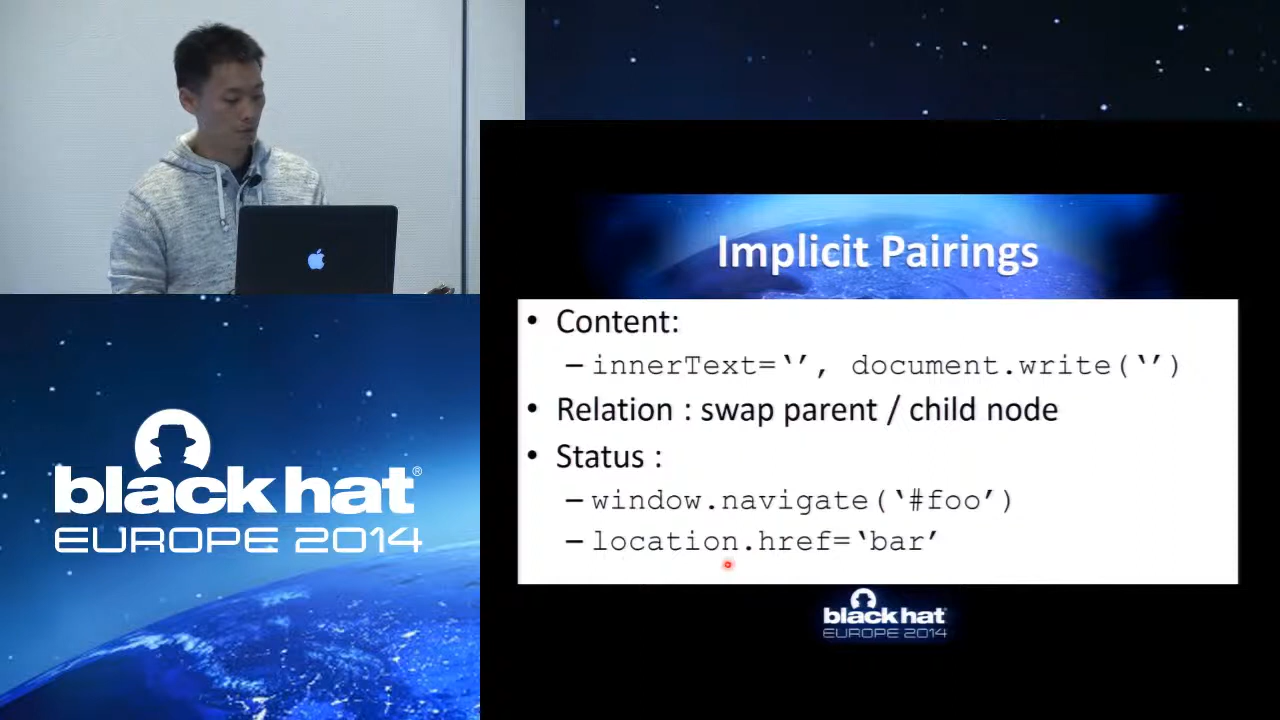 Implicit Pairings
• Content:
– innerText=‘’, document.write(‘’)
• Relation : swap parent / child node
• Status :
– window.navigate(‘#foo’)
– location.href=‘bar’
black hat®
EUROPE 2014
black hat
EUROPE 2014